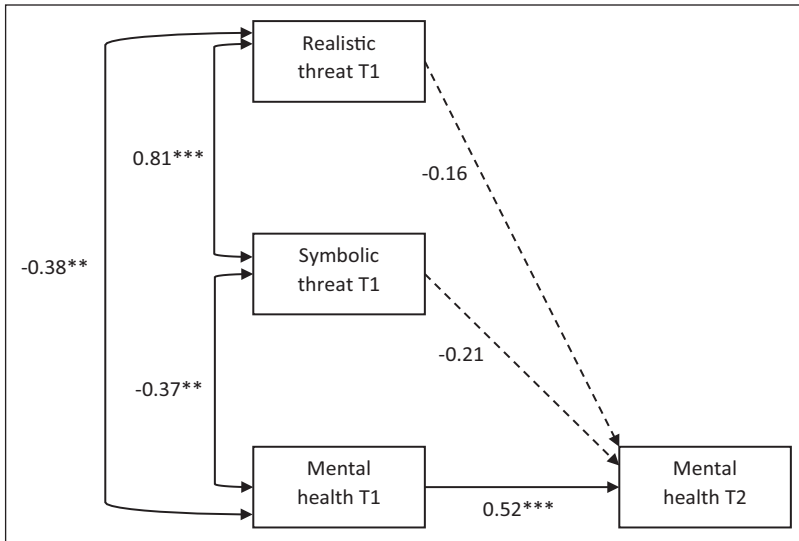 Realistic
threat T1
0.81***
-0.16
Symbolic
threat T1
-0.38**
-0.21
-0.37**
Mental
health T1
0.52***
Mental
health T2